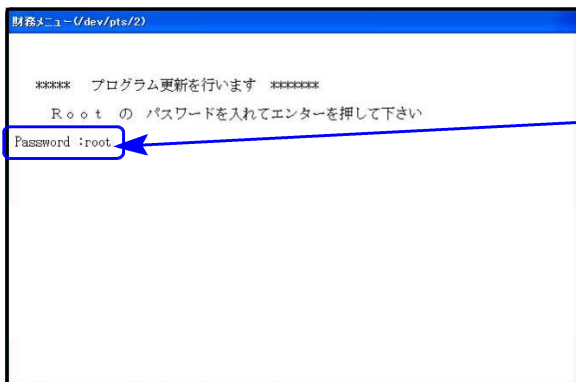 財務メニュー(/dev/pts/2)
***** プログラム更新を行います *******
Ｒｏｏｔ の パスワードを入れてエンターを押して下さい
Password :root